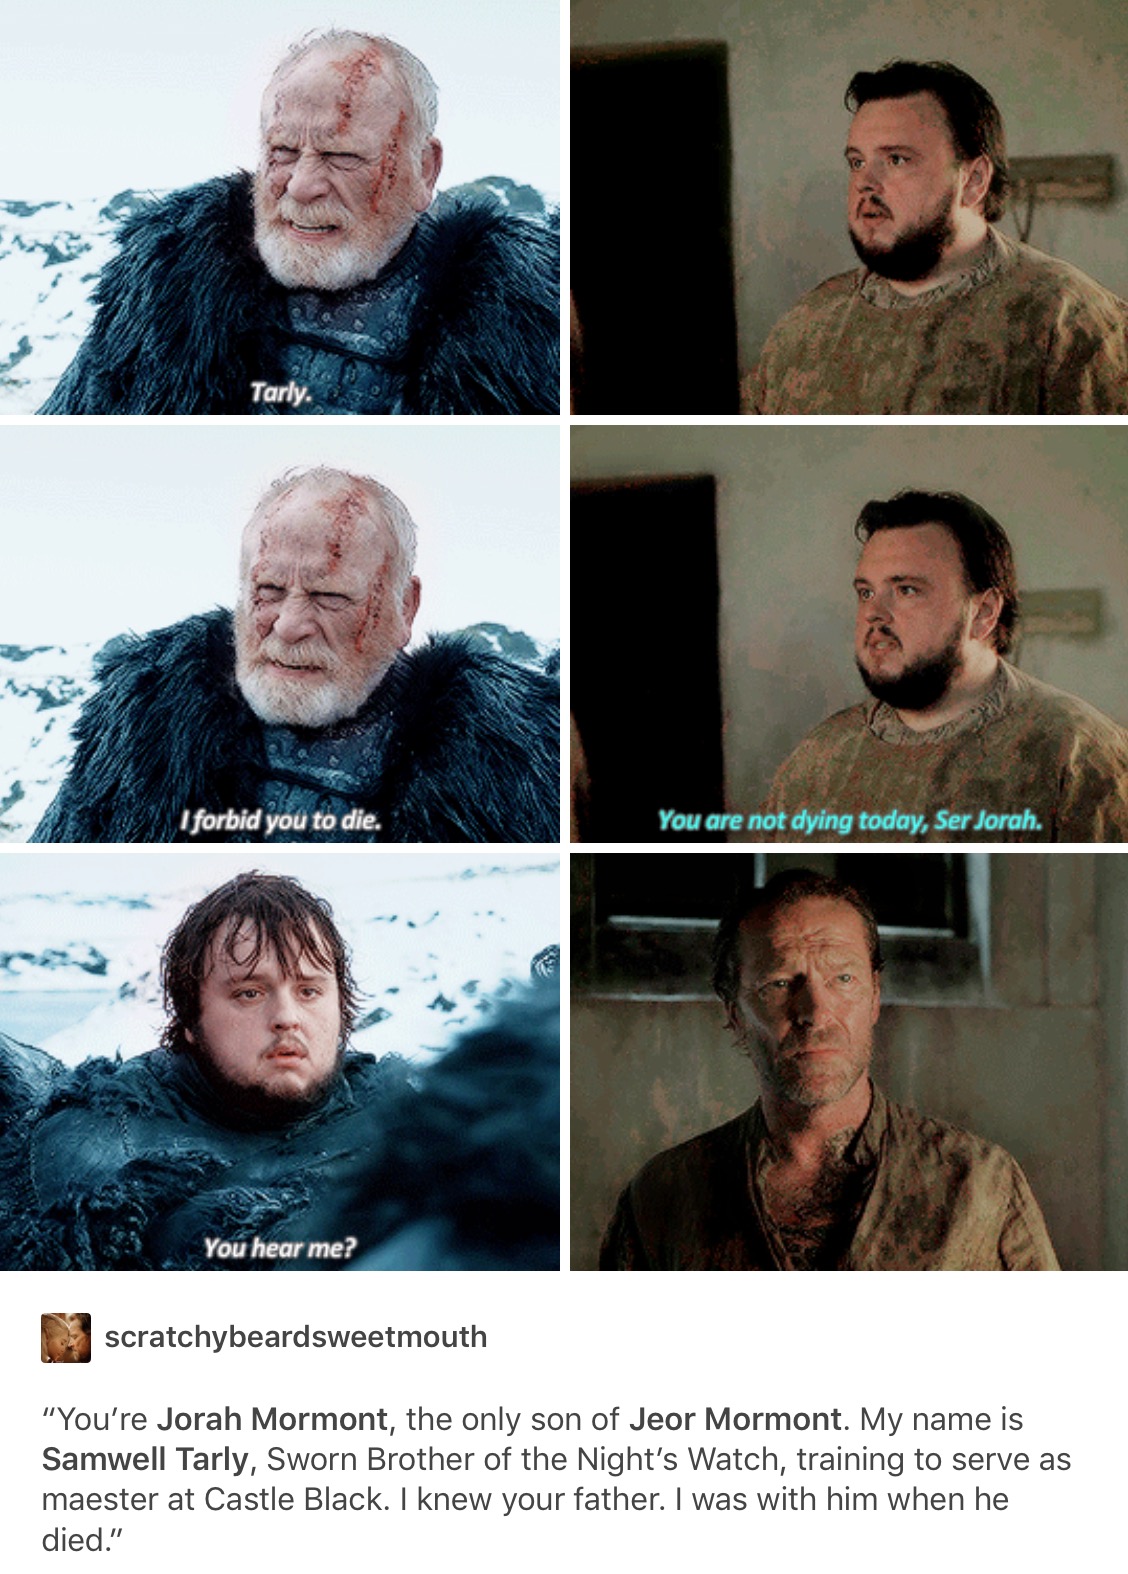 Tarly.
I forbid you to die.
You are not dying today, Ser Jorah.
You hear me?
scratchybeardsweetmouth
“You’re Jorah Mormont, the only son of Jeor Mormont. My name is
Samwell Tarly, Sworn Brother of the Night’s Watch, training to serve as
maester at Castle Black. I knew your father. I was with him when he
died.”